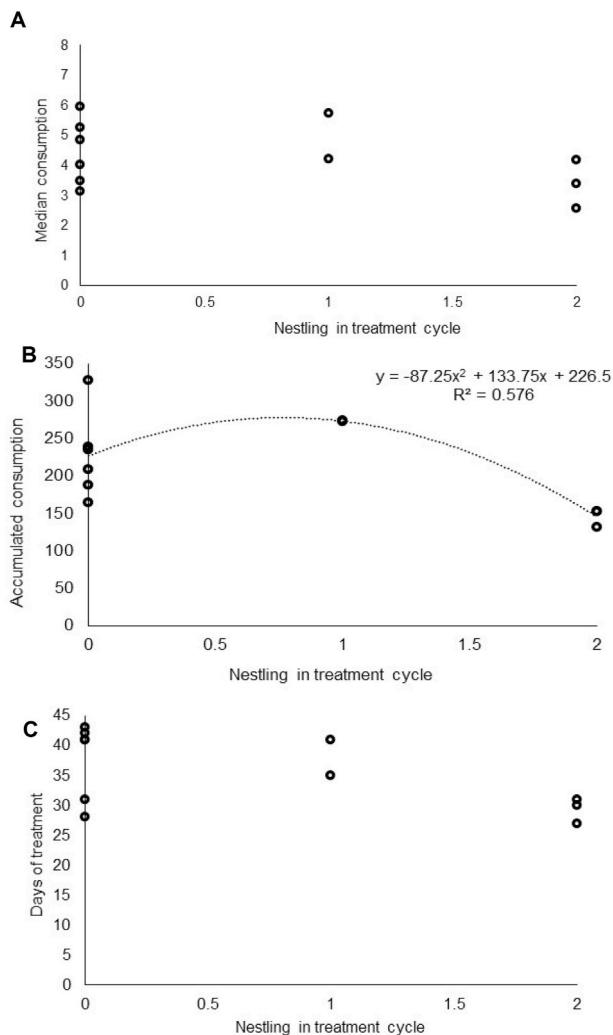 A
8
7
6
5
4
3
2
1
0
Median consumption
0 0.5 1 1.5 2
Nestling in treatment cycle
B
350
300
250
200
150
100
50
0
Accumulated consumption
y = -87.25x² + 133.75x + 226.5
R² = 0.576
0 0.5 1 1.5 2
Nestling in treatment cycle
C
45
40
35
30
25
20
15
10
5
0
Days of treatment
0 0.5 1 1.5 2
Nestling in treatment cycle